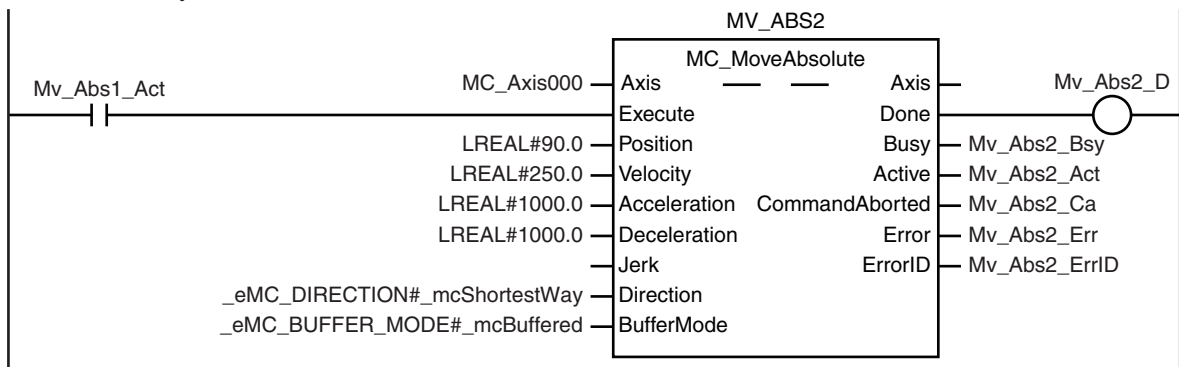 MV_ABS2
MC_MoveAbsolute
Mv_Abs1_Act
MC_Axis000 Axis Axis Mv_Abs2_D
Execute Done
LREAL#90.0 Position Busy Mv_Abs2_Bsy
LREAL#250.0 Velocity Active Mv_Abs2_Act
LREAL#1000.0 Acceleration CommandAborted Mv_Abs2_Ca
LREAL#1000.0 Deceleration Error Mv_Abs2_Err
Jerk ErrorID Mv_Abs2_ErrID
_eMC_DIRECTION#_mcShortestWay Direction
_eMC_BUFFER_MODE#_mcBuffered BufferMode